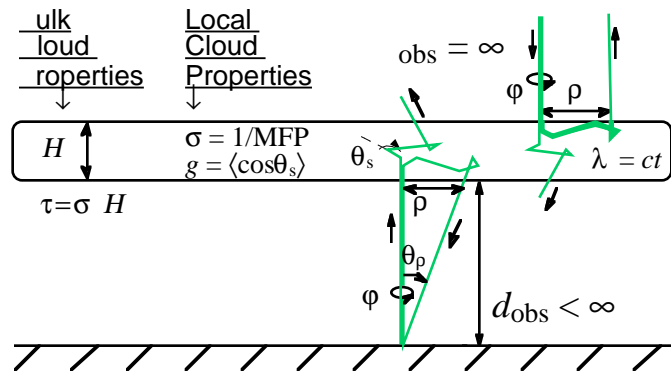 ulk Local
loud Cloud
roperties Properties
↓ ↓
obs = ∞
φ ρ
H σ = 1/MFP θs λ = ct
g = ⟨cosθs⟩
τ=σ H ρ
θρ
φ dobs < ∞